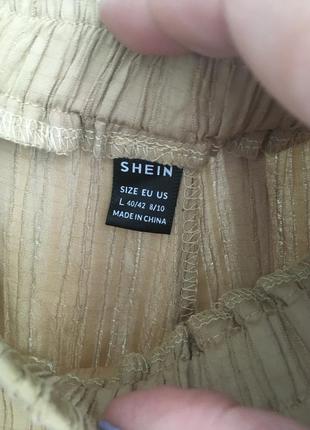 SHEIN
SIZE EU US
L 40/42 8/10
MADE IN CHINA